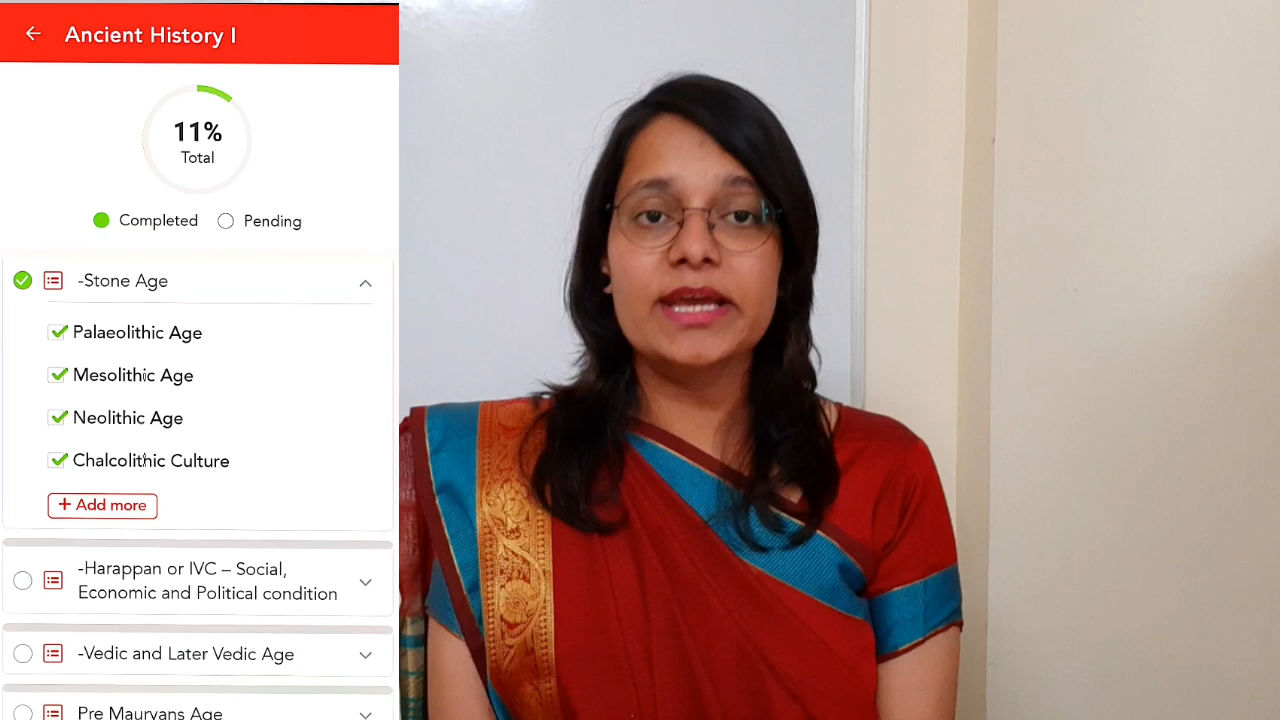 Ancient History I
11%
Total
Completed Pending
-Stone Age
Palaeolithic Age
Mesolithic Age
Neolithic Age
Chalcolithic Culture
+ Add more
-Harappan or IVC – Social,
Economic and Political condition
-Vedic and Later Vedic Age
Pre Mauryans Age